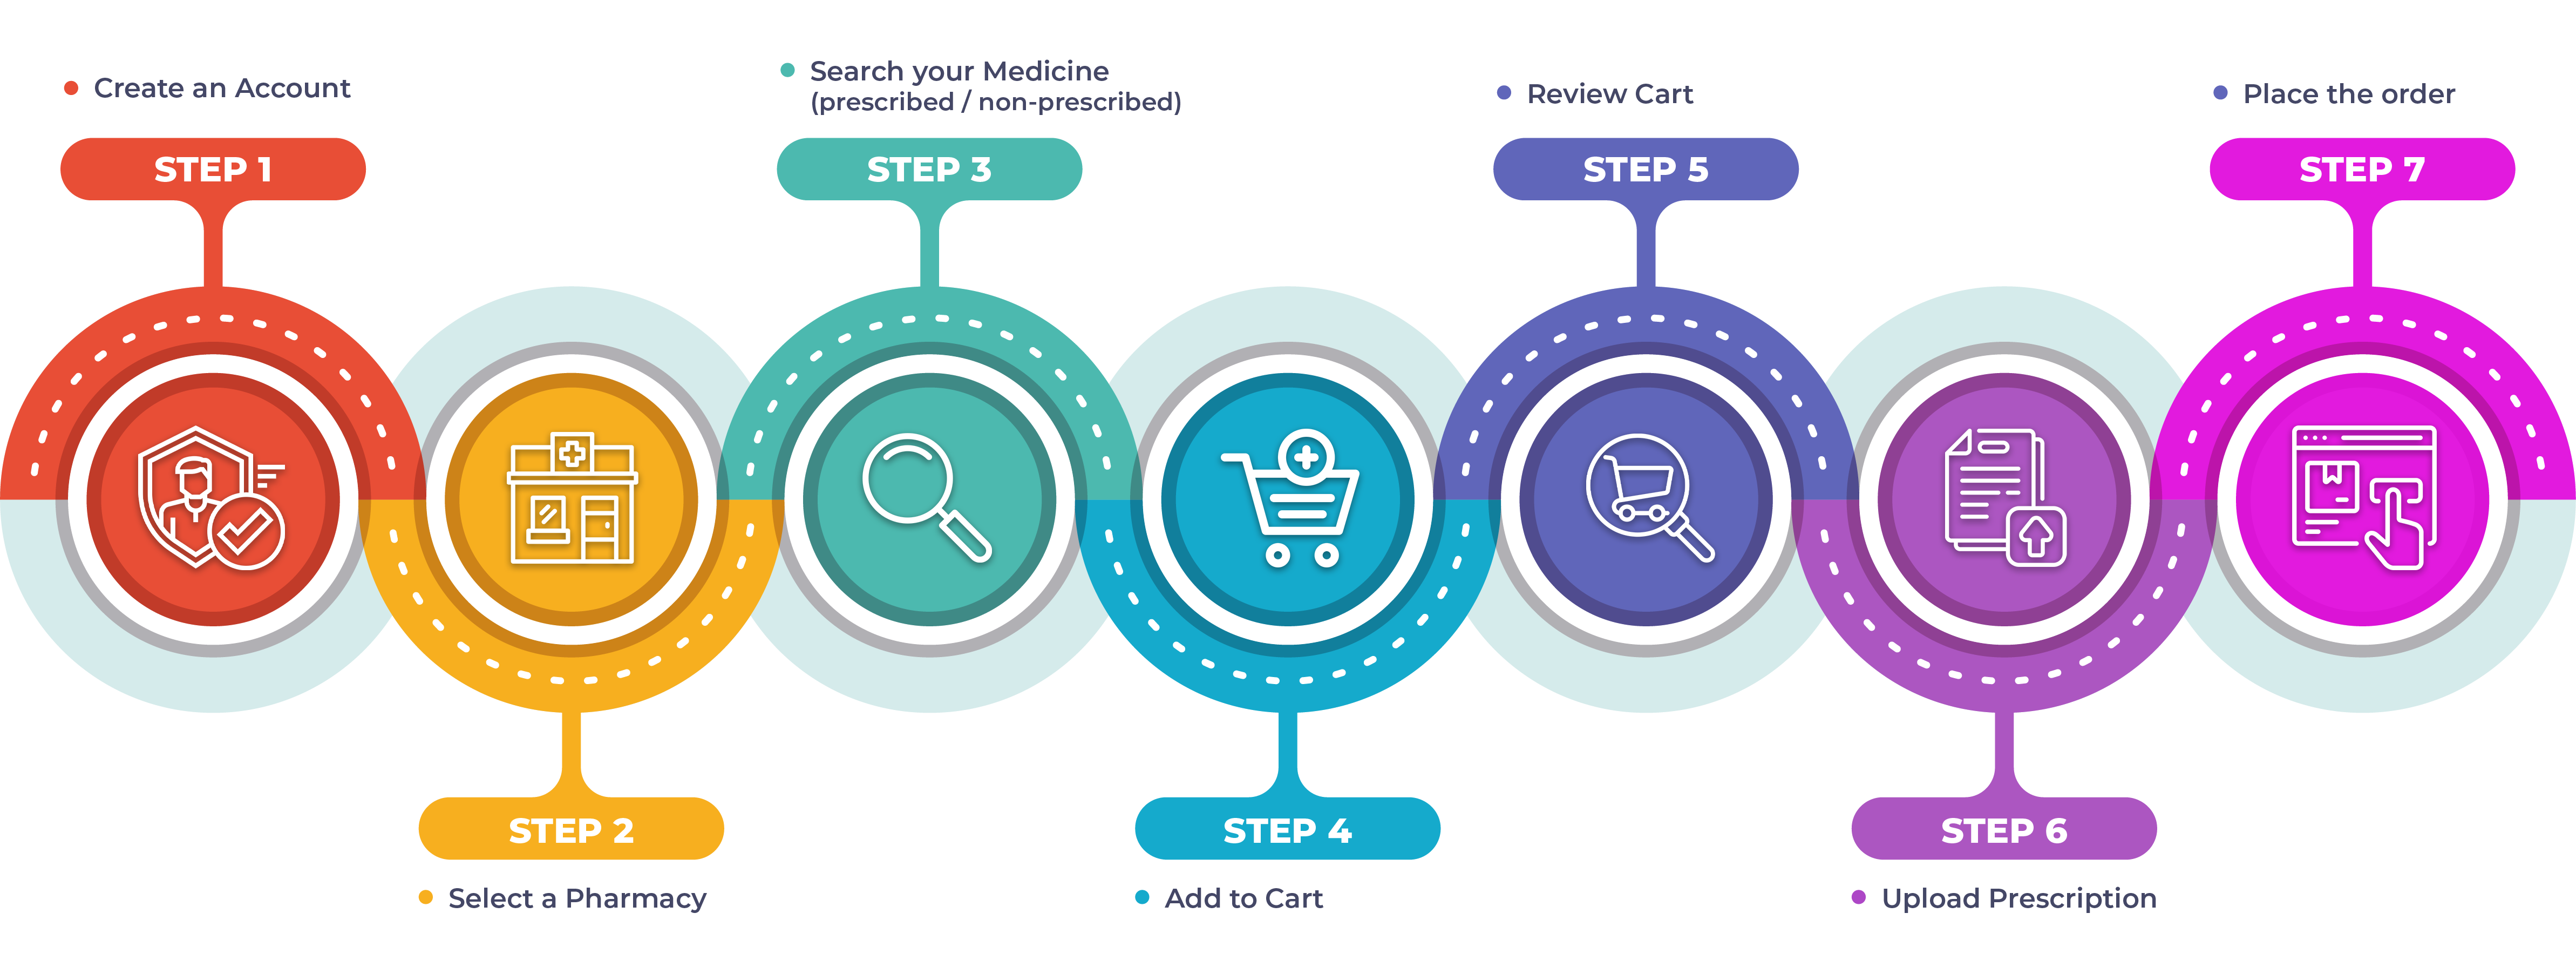 Create an Account
STEP 1
STEP 2
Select a Pharmacy
Search your Medicine
(prescribed / non-prescribed)
STEP 3
STEP 4
Add to Cart
Review Cart
STEP 5
STEP 6
Upload Prescription
Place the order
STEP 7